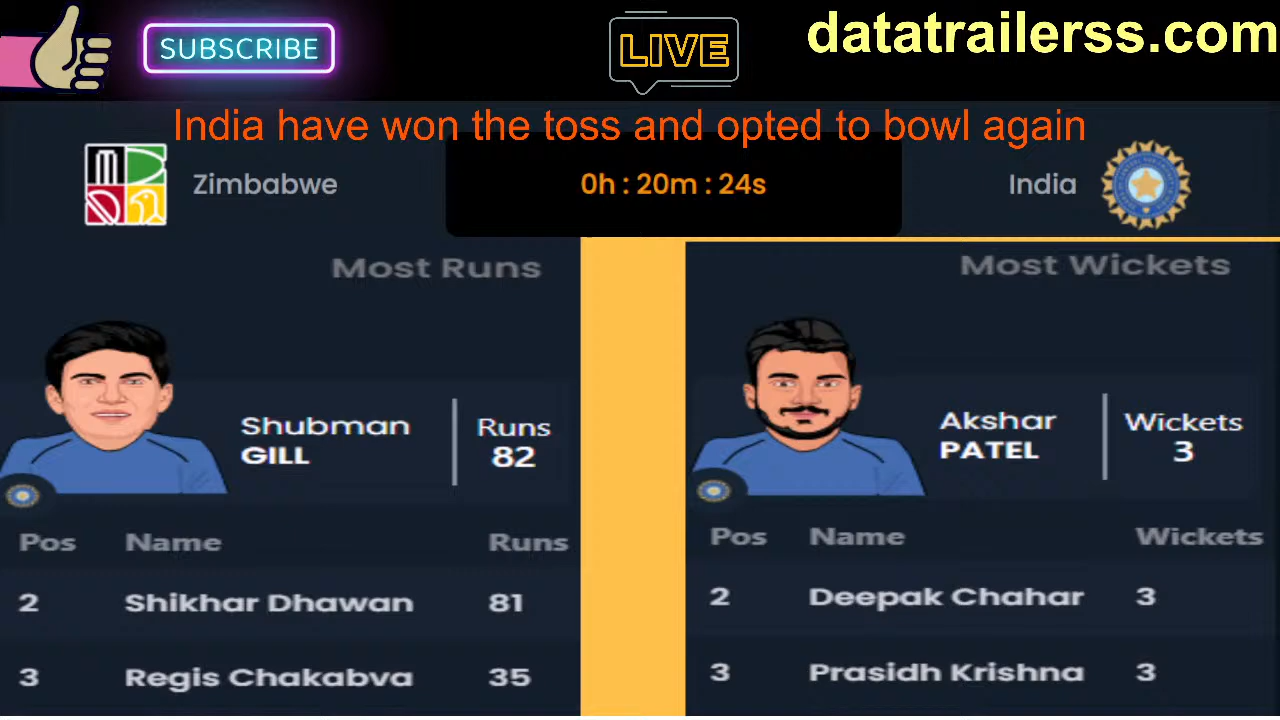 SUBSCRIBE
LIVE
datatrailerss.com
India have won the toss and opted to bowl again
Zimbabwe
0h : 20m : 24s
India
Most Runs
Shubman
GILL
Runs
82
Pos Name Runs
2 Shikhar Dhawan 81
3 Regis Chakabva 35
Most Wickets
Akshar
PATEL
Wickets
3
Pos Name Wickets
2 Deepak Chahar 3
3 Prasidh Krishna 3